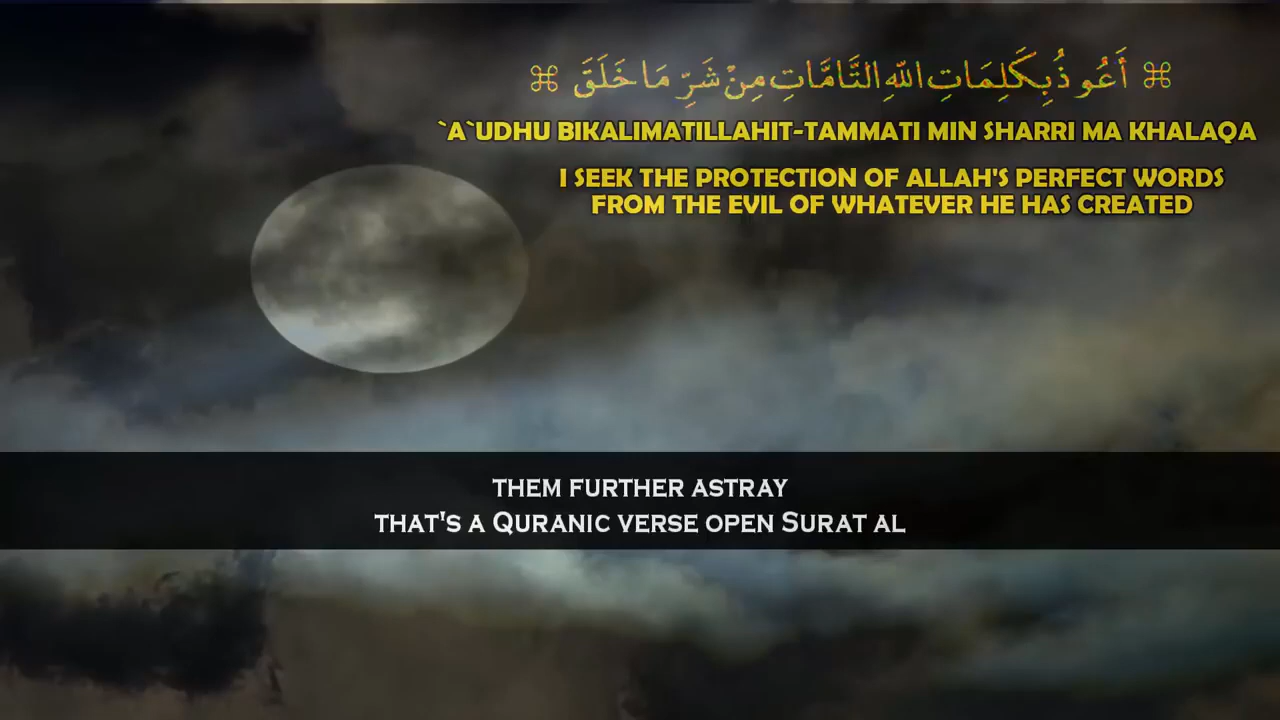 ⌘ أَعُوذُ بِكَلِمَاتِ اللّٰهِ التَّامَّاتِ مِنْ شَرِّ مَا خَلَقَ ⌘
`A`UDHU BIKALIMATILLAHIT-TAMMATI MIN SHARRI MA KHALAQA
I SEEK THE PROTECTION OF ALLAH'S PERFECT WORDS
FROM THE EVIL OF WHATEVER HE HAS CREATED
THEM FURTHER ASTRAY
THAT'S A QURANIC VERSE OPEN SURAT AL